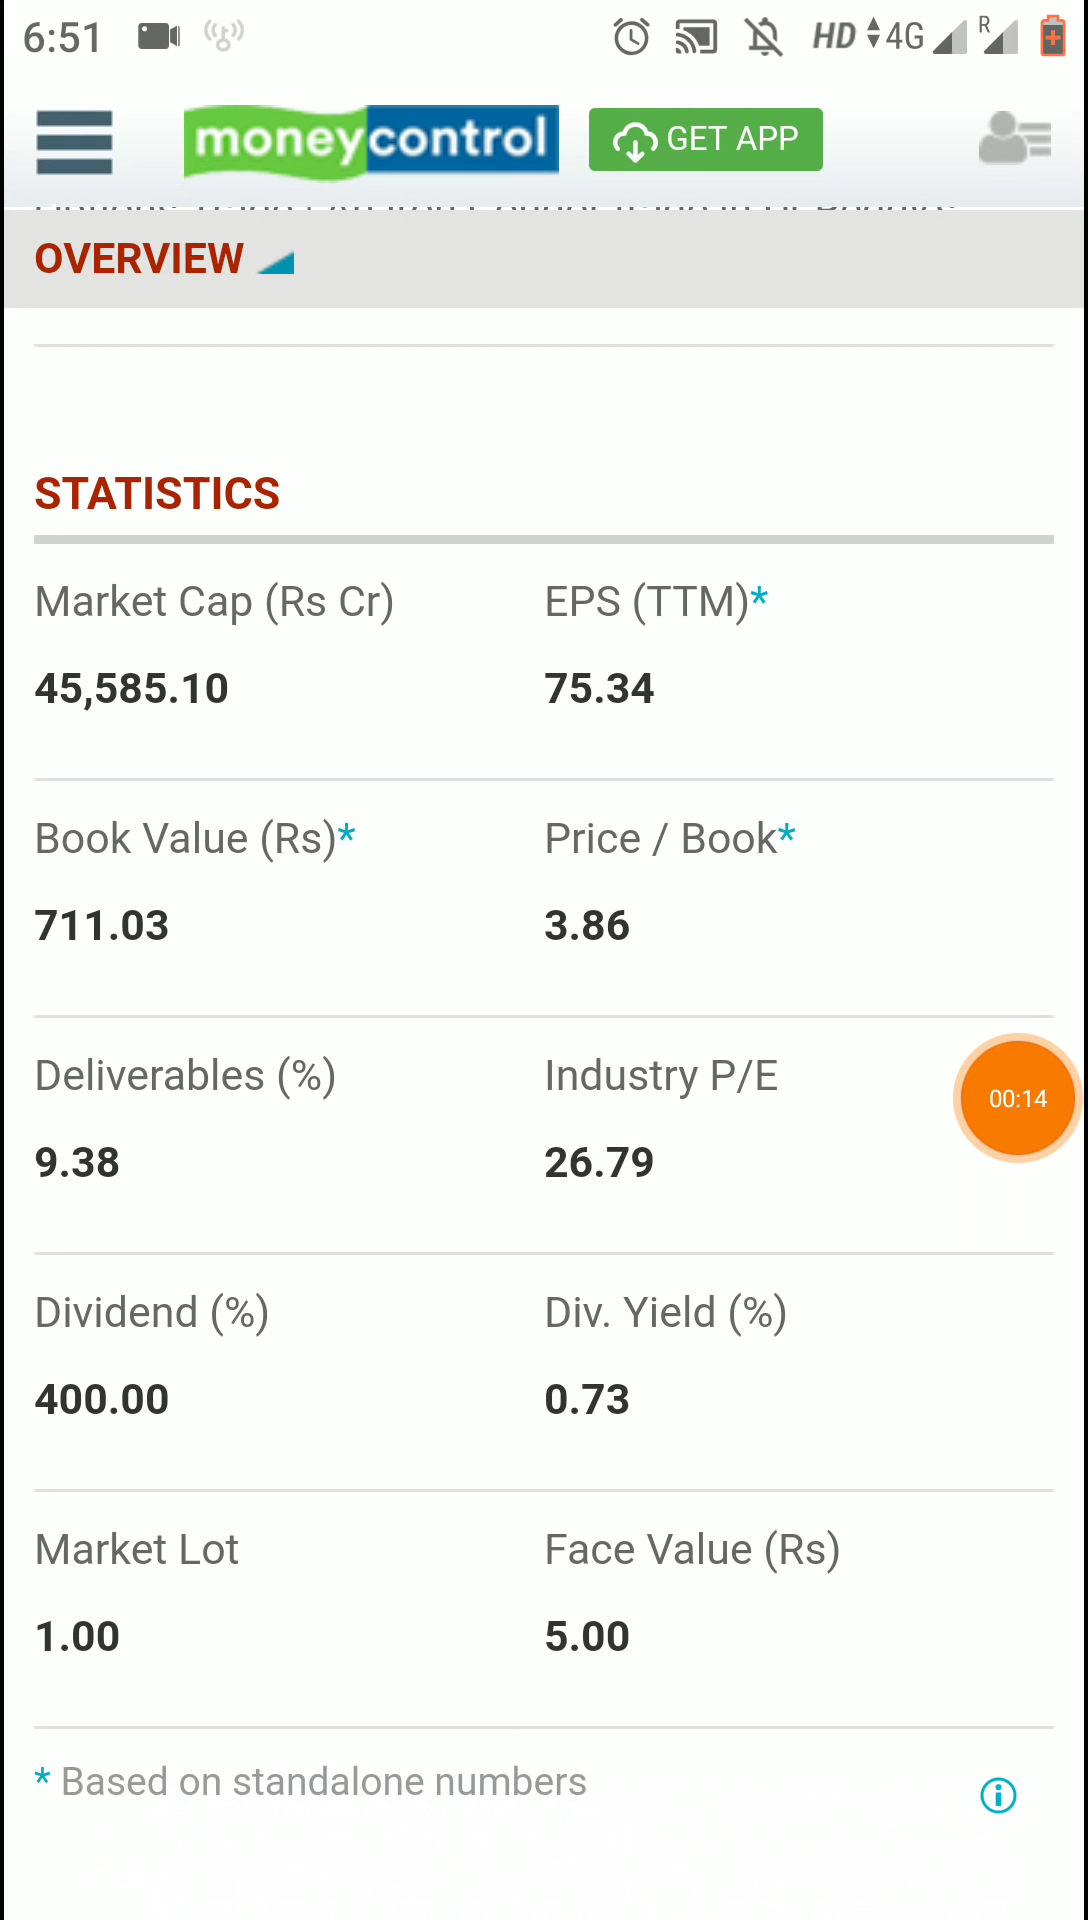 6:51 HD 4G R
moneycontrol GET APP
OVERVIEW
STATISTICS
Market Cap (Rs Cr) EPS (TTM)*
45,585.10 75.34
Book Value (Rs)* Price / Book*
711.03 3.86
Deliverables (%) Industry P/E
00:14
9.38 26.79
Dividend (%) Div. Yield (%)
400.00 0.73
Market Lot Face Value (Rs)
1.00 5.00
* Based on standalone numbers